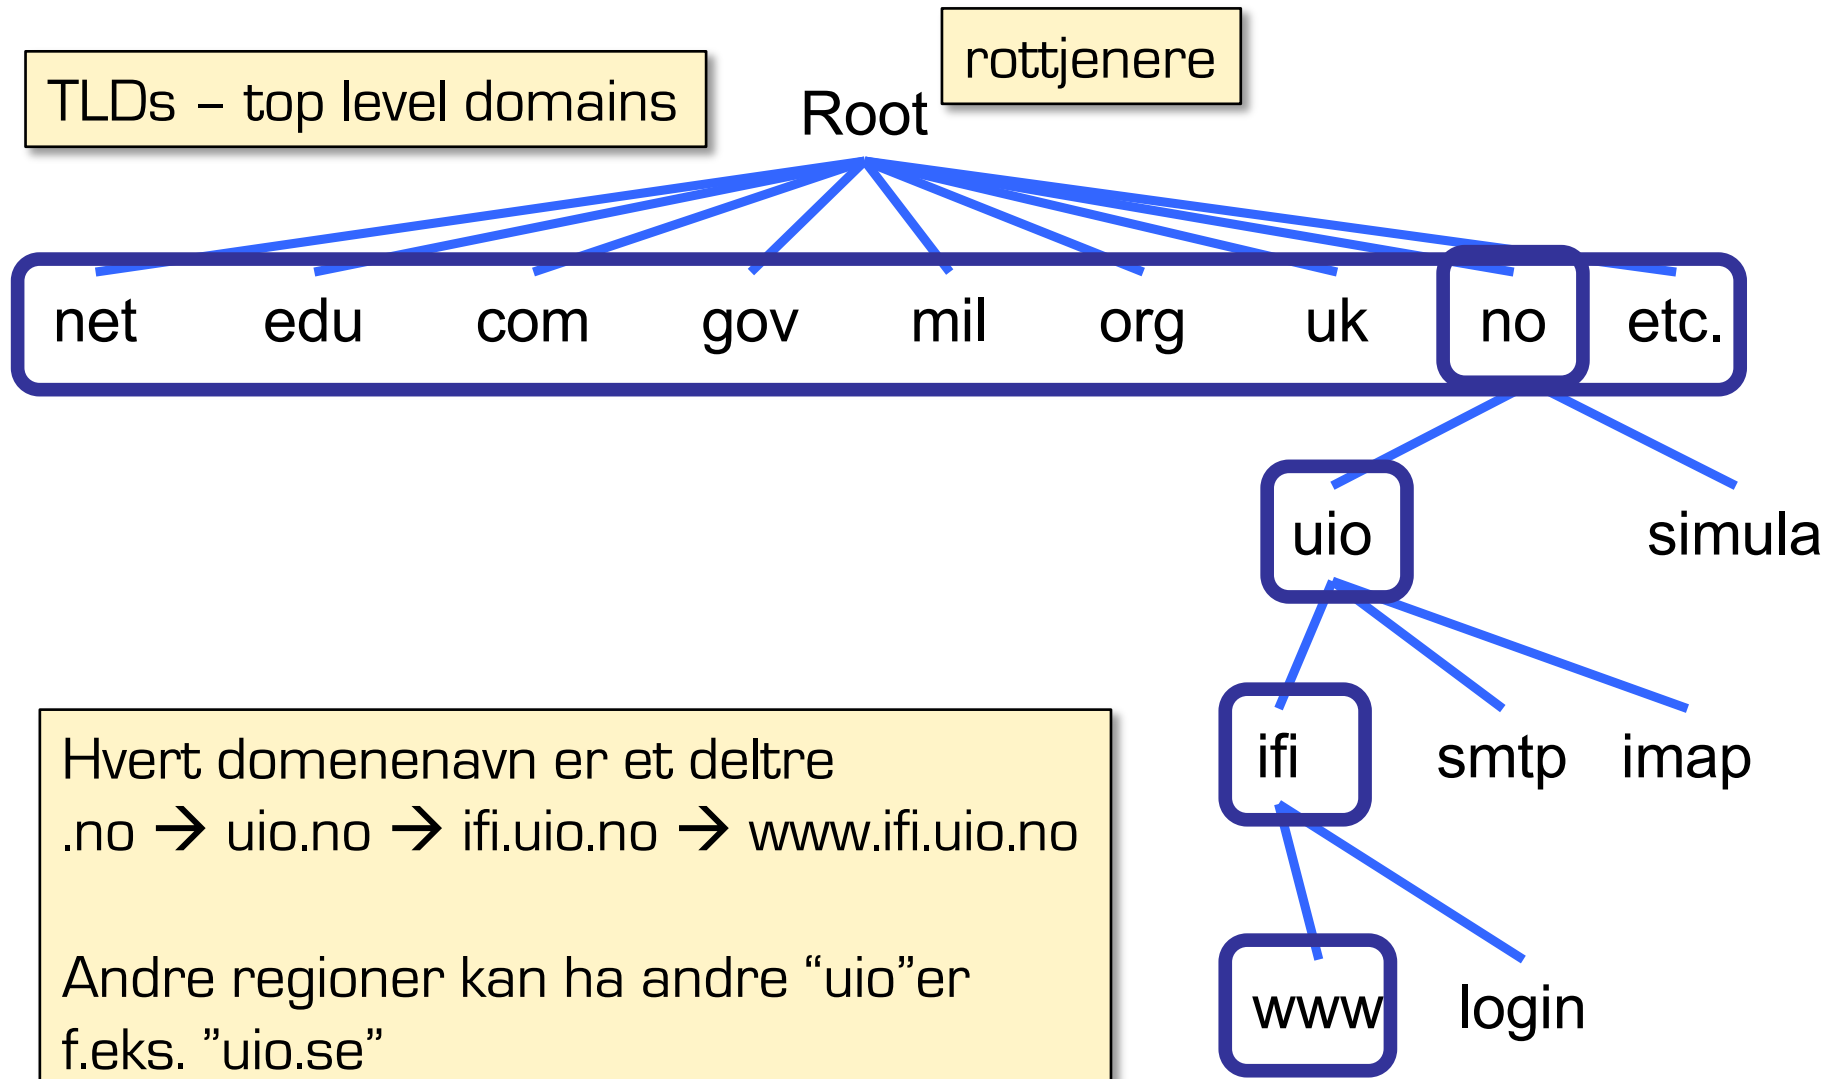 rottjenere
TLDs – top level domains
Root
net edu com gov mil org uk no etc.
uio simula
ifi smtp imap
Hvert domenenavn er et deltre
.no → uio.no → ifi.uio.no → www.ifi.uio.no
Andre regioner kan ha andre “uio”er
f.eks. ”uio.se”
www login